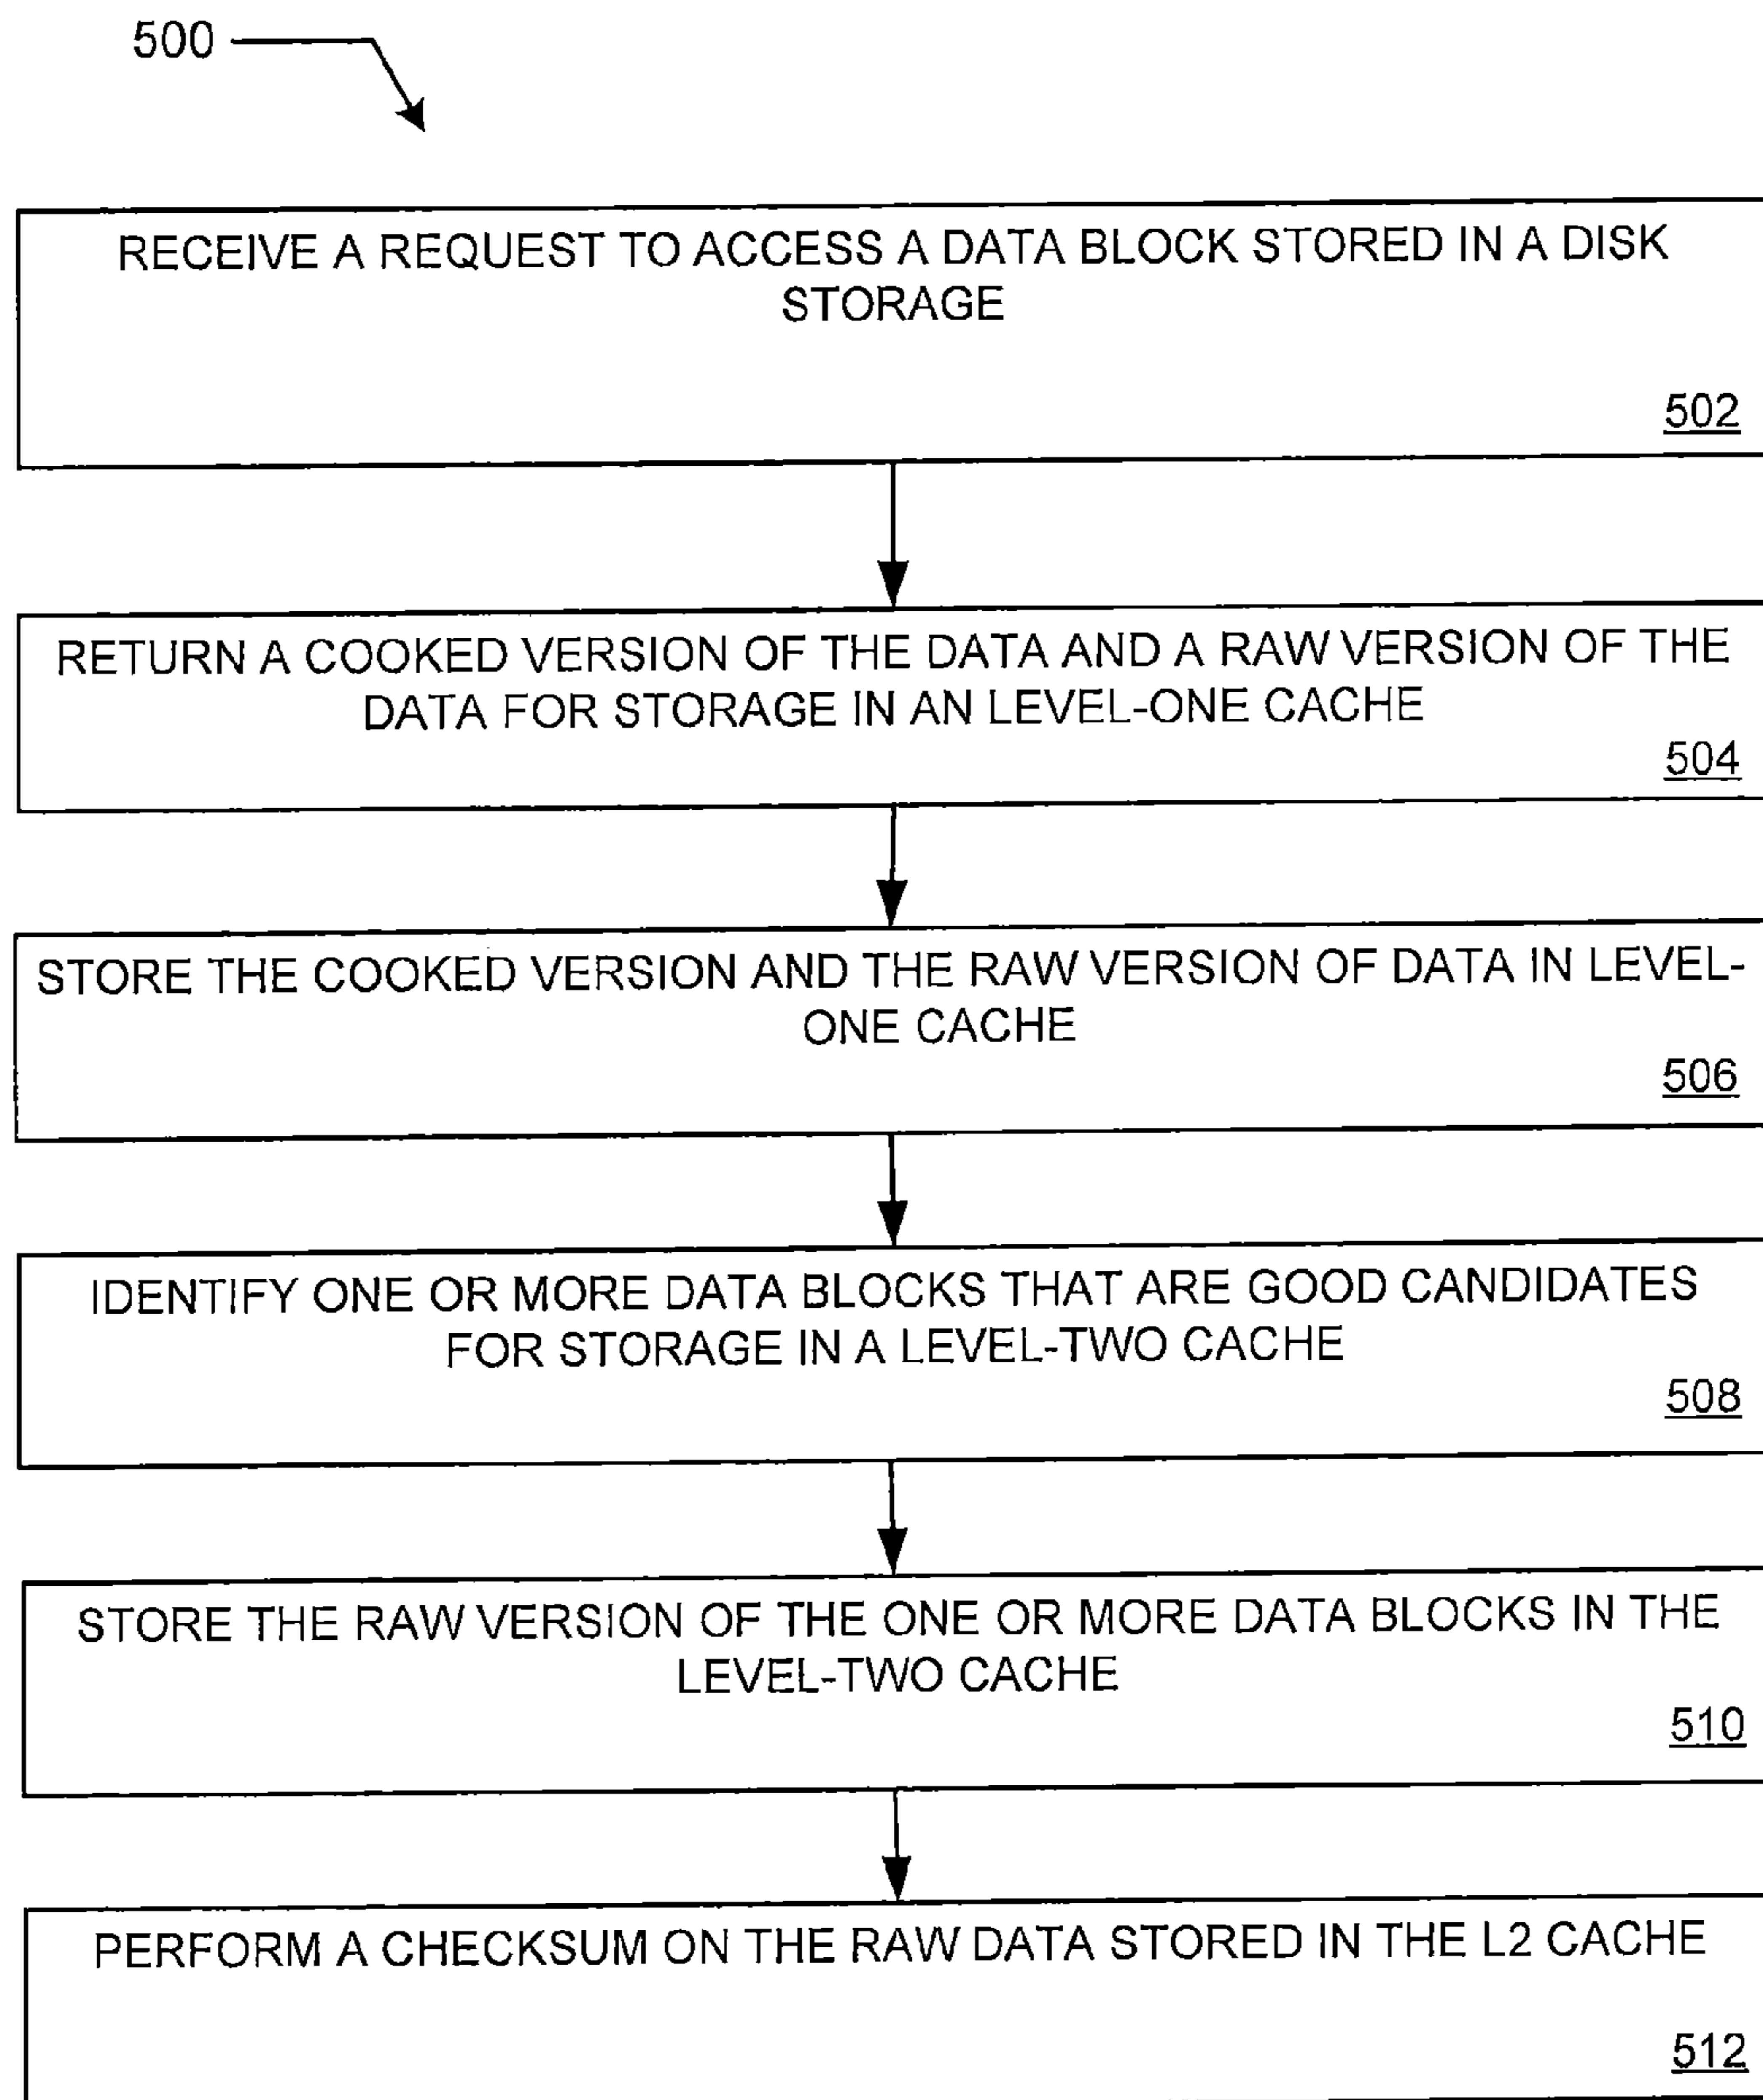 500
RECEIVE A REQUEST TO ACCESS A DATA BLOCK STORED IN A DISK
STORAGE
502
RETURN A COOKED VERSION OF THE DATA AND A RAW VERSION OF THE
DATA FOR STORAGE IN AN LEVEL-ONE CACHE
504
STORE THE COOKED VERSION AND THE RAW VERSION OF DATA IN LEVEL-
ONE CACHE
506
IDENTIFY ONE OR MORE DATA BLOCKS THAT ARE GOOD CANDIDATES
FOR STORAGE IN A LEVEL-TWO CACHE
508
STORE THE RAW VERSION OF THE ONE OR MORE DATA BLOCKS IN THE
LEVEL-TWO CACHE
510
PERFORM A CHECKSUM ON THE RAW DATA STORED IN THE L2 CACHE
512